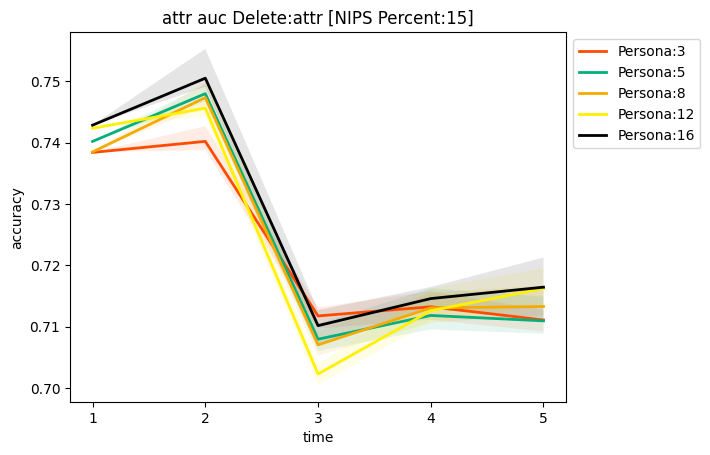 attr auc Delete:attr [NIPS Percent:15]
Persona:3
Persona:5
Persona:8
Persona:12
Persona:16
accuracy
0.75
0.74
0.73
0.72
0.71
0.70
1 2 3 4 5
time